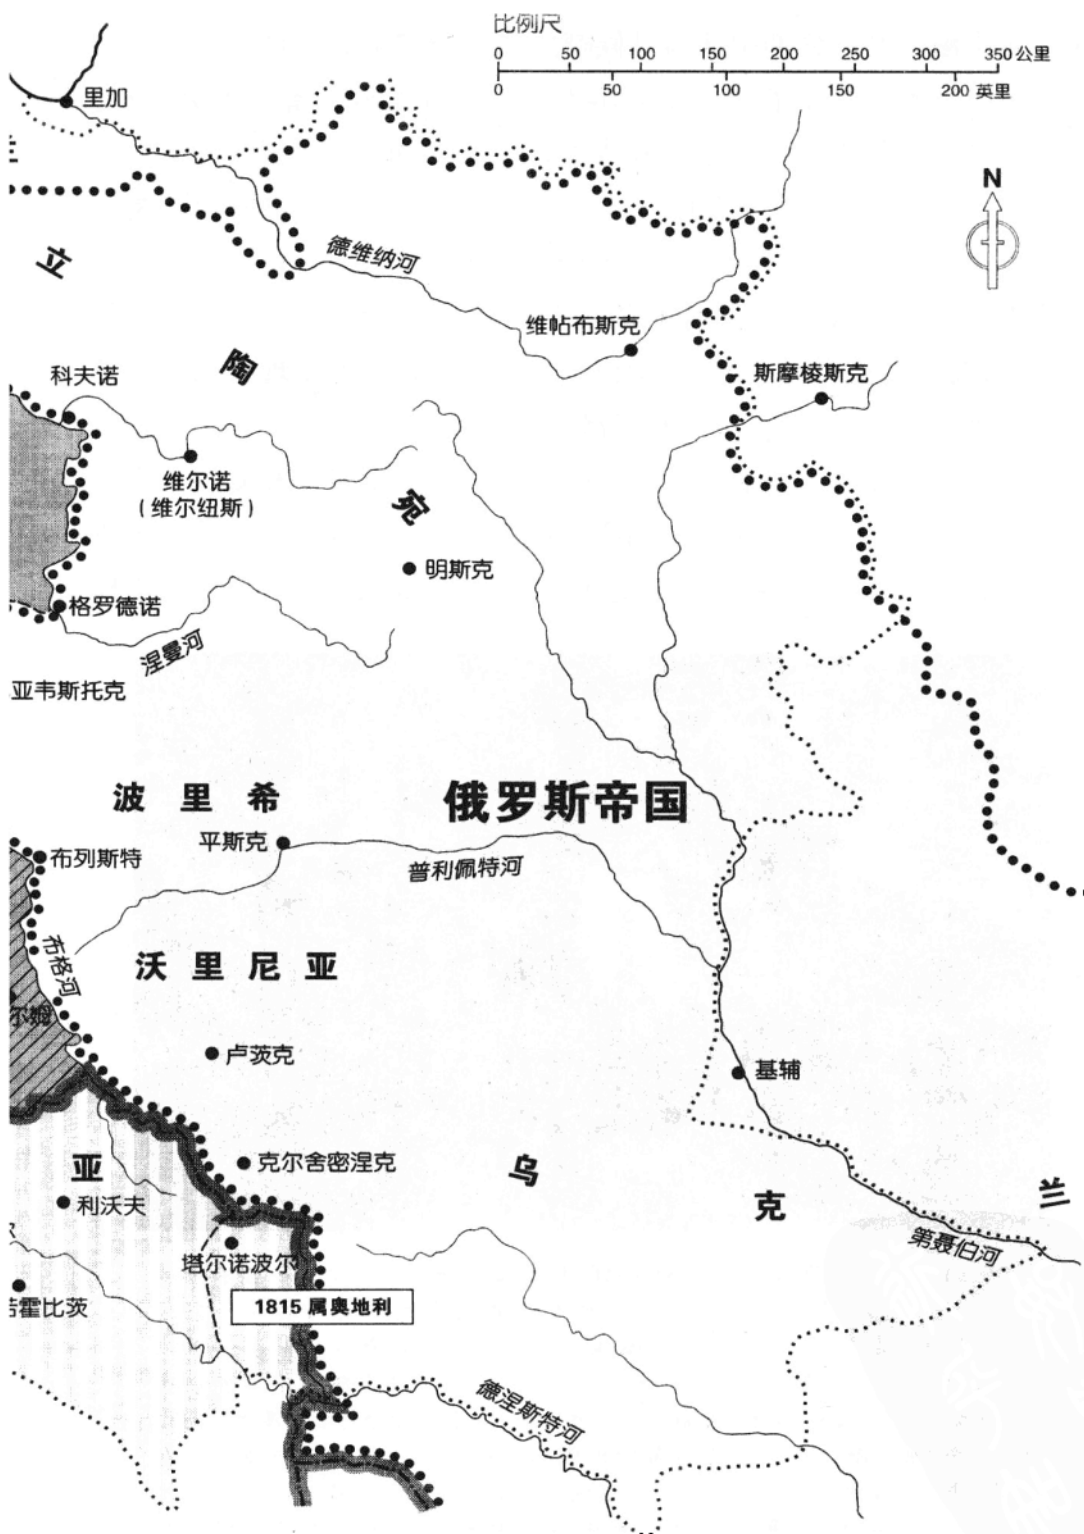 比例尺
0 50 100 150 200 250 300 350 公里
0 50 100 150 200 英里
里加
N
立
德维纳河
维帖布斯克
陶
科夫诺
斯摩棱斯克
维尔诺
(维尔纽斯)
宛
明斯克
格罗德诺
涅曼河
亚韦斯托克
波里希
俄罗斯帝国
平斯克
布列斯特
普利佩特河
布格河
沃里尼亚
尔姆
卢茨克
基辅
亚
克尔舍密涅克
乌
克
兰
利沃夫
第聂伯河
塔尔诺波尔
霍比茨
1815 属奥地利
德涅斯特河